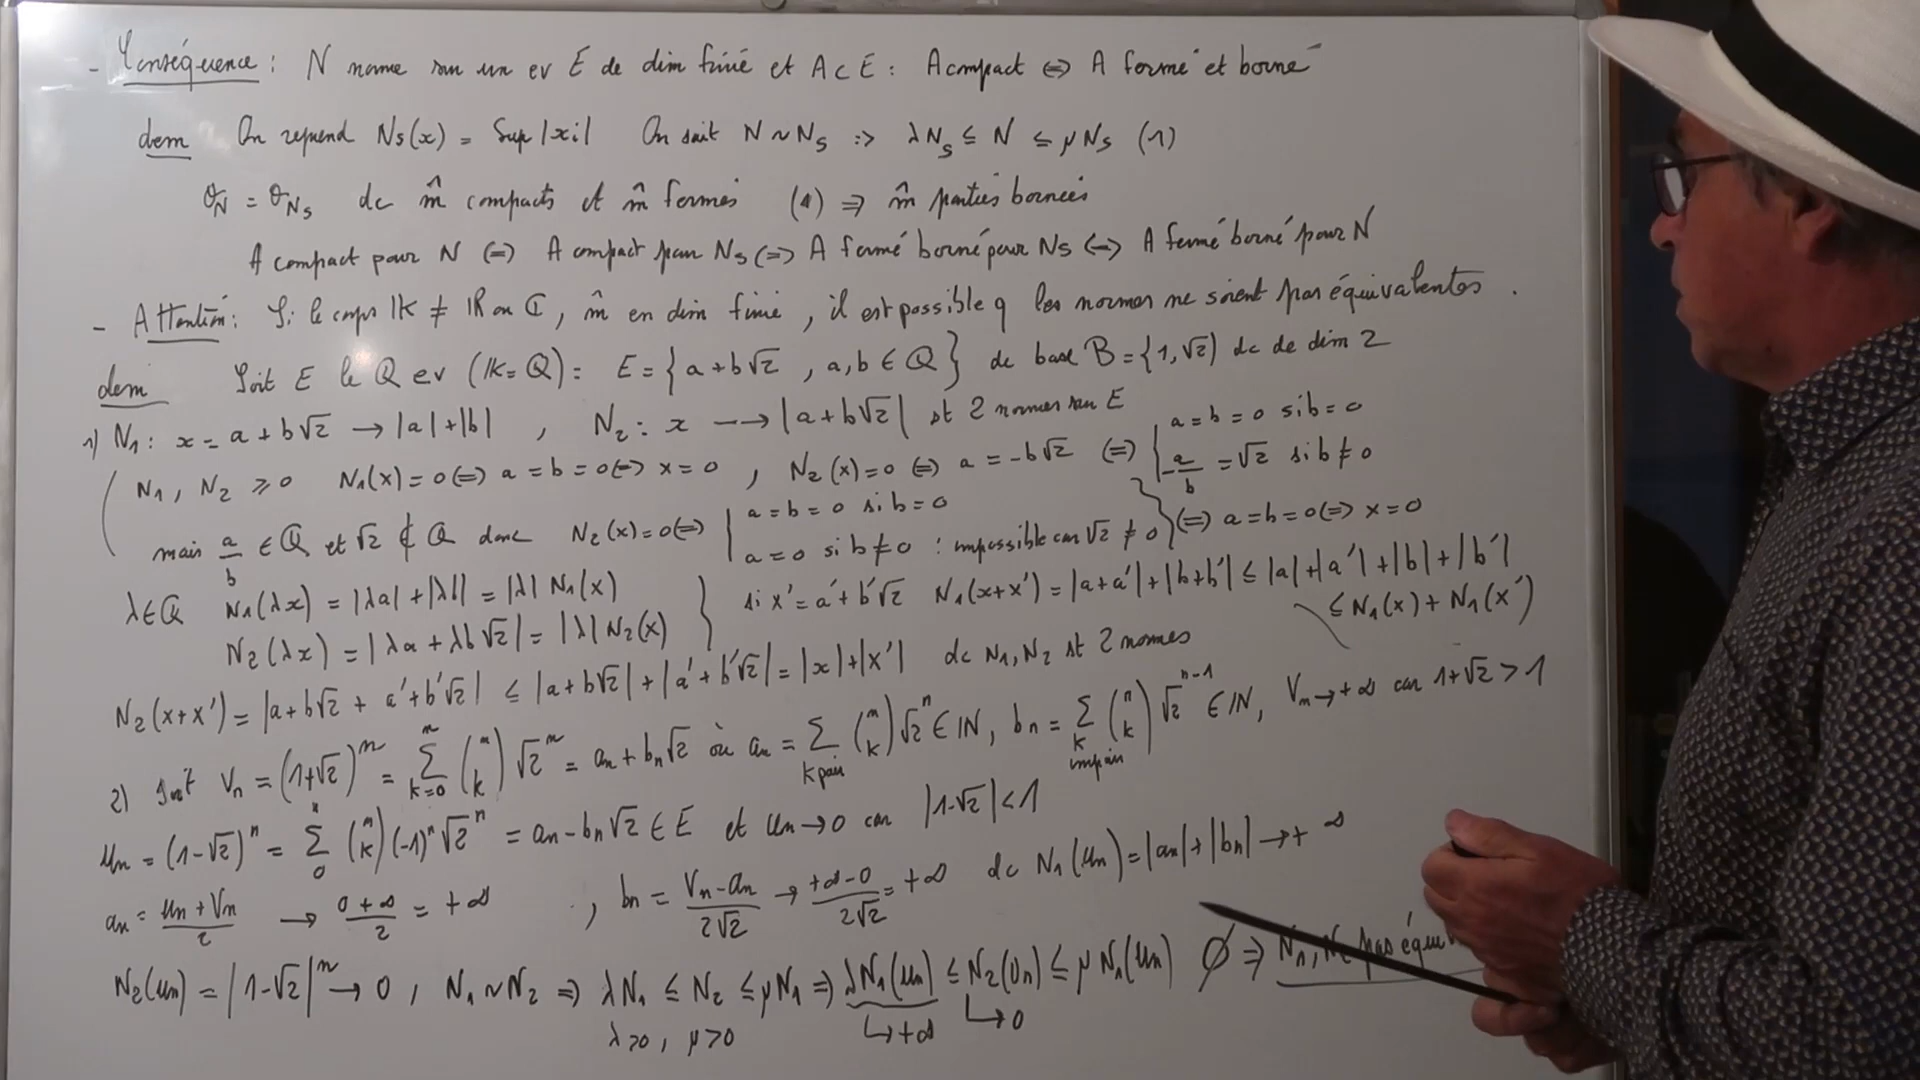 - Conséquence : N norme sur un ev E de dim finie et A ⊂ E : A compact ⇔ A fermé et borné
dem On reprend Ns(x) = Sup |xi| On sait N ~ Ns ⇒ λNs ≤ N ≤ μNs (1)
θ_N = θ_Ns dc m̂ compacts et m̂ fermés (1) ⇒ m̂ parties bornées
A compact pour N ⇔ A compact pour Ns ⇔ A fermé borné pour Ns ⇔ A fermé borné pour N
- Attention : Si le corps K ≠ R ou C, m̂ en dim finie, il est possible q les normes ne soient pas équivalentes.
dem Soit E le Q ev (K = Q) : E = { a + b√2 , a, b ∈ Q } de base B = {1, √2) dc de dim 2
1) N₁ : x = a + b√2 → |a| + |b| , N₂ : x → |a + b√2| st 2 normes sur E
N₁, N₂ ≥ 0 N₁(x) = 0 ⇔ a = b = 0 ⇔ x = 0 , N₂(x) = 0 ⇔ a = -b√2 ⇔ { a = b = 0 si b = 0 ; -a/b = √2 si b ≠ 0
mais a/b ∈ Q et √2 ∉ Q donc N₂(x) = 0 ⇔ { a = b = 0 si b = 0 ; a = 0 si b ≠ 0 : impossible car √2 ≠ 0 } ⇔ a = b = 0 ⇔ x = 0
λ ∈ Q N₁(λx) = |λa| + |λb| = |λ| N₁(x)
N₂(λx) = |λa + λb√2| = |λ| N₂(x)
si x' = a' + b'√2 N₁(x+x') = |a+a'| + |b+b'| ≤ |a| + |a'| + |b| + |b'|
≤ N₁(x) + N₁(x')
N₂(x+x') = |a + b√2 + a' + b'√2| ≤ |a + b√2| + |a' + b'√2| = |x| + |x'| dc N₁, N₂ st 2 normes
2) Soit Vn = (1+√2)^n = Σ_{k=0}^{n} (n k) √2^n = an + bn√2 où an = Σ_{k pair} (n k) √2^n ∈ N, bn = Σ_{k impair} (n k) √2^{n-1} ∈ N, Vn → +∞ car 1+√2 > 1
un = (1-√2)^n = Σ_0^n (n k) (-1)^n √2^n = an - bn√2 ∈ E et un → 0 car |1-√2| < 1
an = (un + Vn)/2 → (0 + ∞)/2 = +∞ , bn = (Vn - an)/(2√2) → (+∞ - 0)/(2√2) = +∞ dc N₁(un) = |an| + |bn| → +∞
N₂(un) = |1-√2|^n → 0 , N₁ ~ N₂ ⇒ λN₁ ≤ N₂ ≤ μN₁ ⇒ λN₁(un) ≤ N₂(un) ≤ μN₁(un) ∅ ⇒ N₁, N pas équi
λ>0 , μ>0 ↳ +∞ ↳ 0